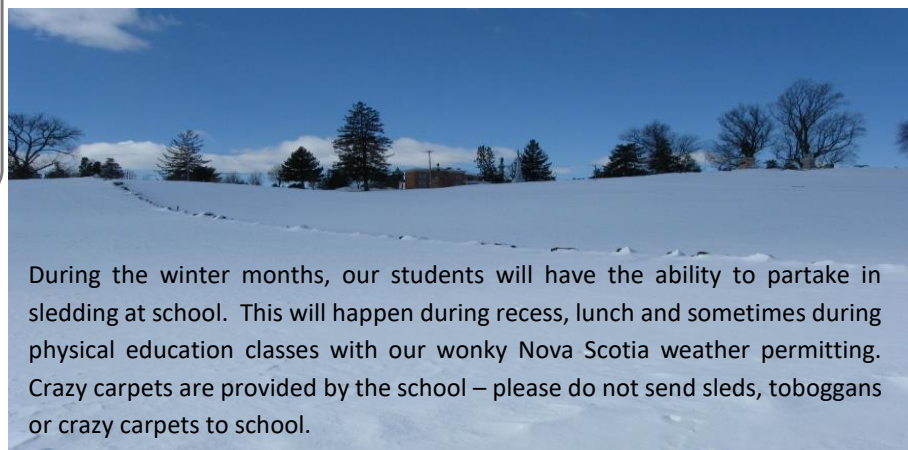 During the winter months, our students will have the ability to partake in
sledding at school. This will happen during recess, lunch and sometimes during
physical education classes with our wonky Nova Scotia weather permitting.
Crazy carpets are provided by the school – please do not send sleds, toboggans
or crazy carpets to school.